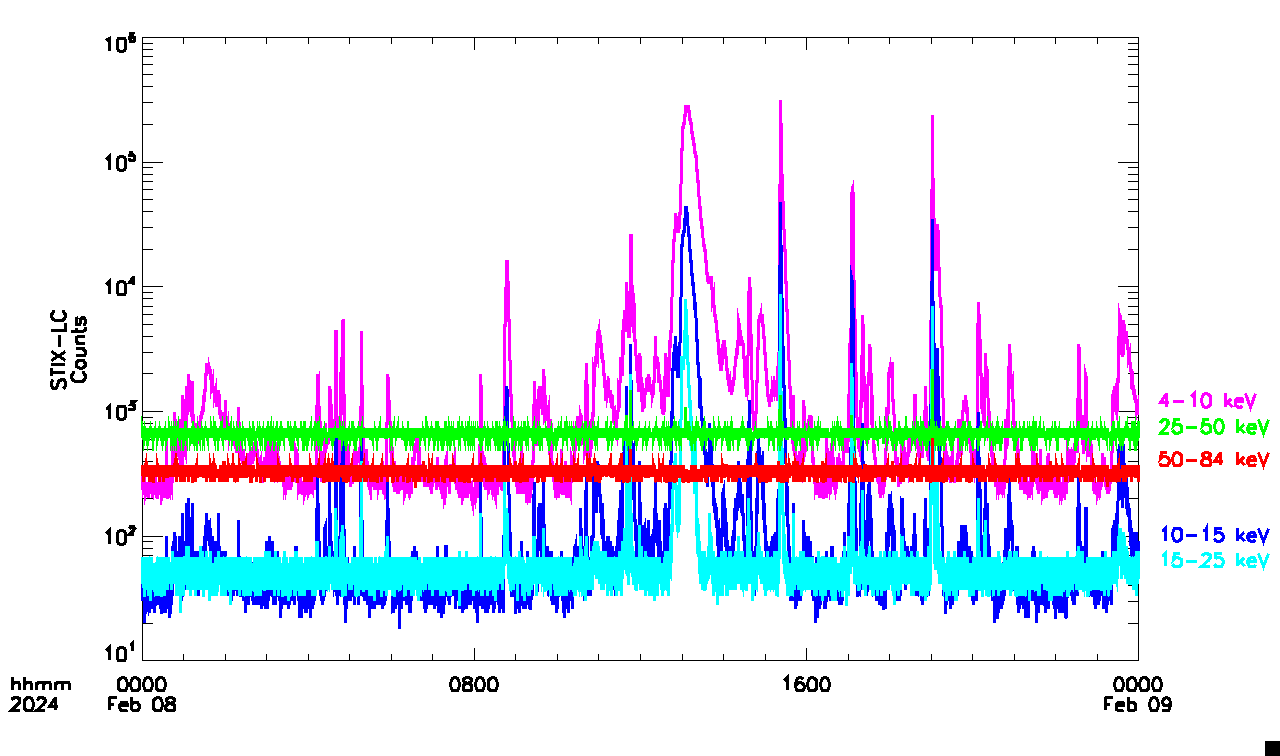 10⁶
10⁵
10⁴
10³
10²
10¹
STIX-LC
Counts
4-10 keV
25-50 keV
50-84 keV
10-15 keV
15-25 keV
hhmm 0000 0800 1600 0000
2024 Feb 08 Feb 09